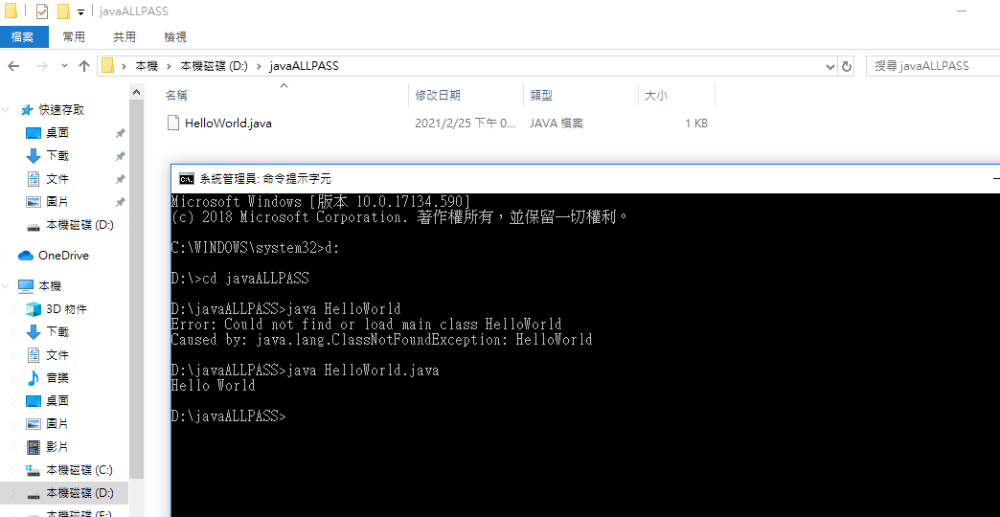 javaALLPASS
檔案 常用 共用 檢視
本機 本機磁碟 (D:) javaALLPASS 搜尋 javaALLPASS
名稱 修改日期 類型 大小
HelloWorld.java 2021/2/25 下午 0... JAVA 檔案 1 KB
快速存取
桌面
下載
文件
圖片
本機磁碟 (D:)
OneDrive
本機
3D 物件
下載
文件
音樂
桌面
圖片
影片
本機磁碟 (C:)
本機磁碟 (D:)
本機磁碟 (E:)
系統管理員: 命令提示字元
Microsoft Windows [版本 10.0.17134.590]
(c) 2018 Microsoft Corporation. 著作權所有，並保留一切權利。
C:\WINDOWS\system32>d:
D:\>cd javaALLPASS
D:\javaALLPASS>java HelloWorld
Error: Could not find or load main class HelloWorld
Caused by: java.lang.ClassNotFoundException: HelloWorld
D:\javaALLPASS>java HelloWorld.java
Hello World
D:\javaALLPASS>